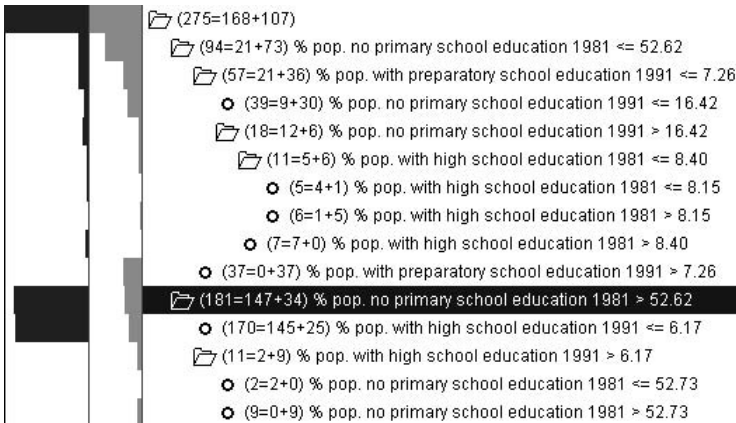 (275=168+107)
(94=21+73) % pop. no primary school education 1981 <= 52.62
(57=21+36) % pop. with preparatory school education 1991 <= 7.26
(39=9+30) % pop. no primary school education 1991 <= 16.42
(18=12+6) % pop. no primary school education 1991 > 16.42
(11=5+6) % pop. with high school education 1981 <= 8.40
(5=4+1) % pop. with high school education 1981 <= 8.15
(6=1+5) % pop. with high school education 1981 > 8.15
(7=7+0) % pop. with high school education 1981 > 8.40
(37=0+37) % pop. with preparatory school education 1991 > 7.26
(181=147+34) % pop. no primary school education 1981 > 52.62
(170=145+25) % pop. with high school education 1991 <= 6.17
(11=2+9) % pop. with high school education 1991 > 6.17
(2=2+0) % pop. no primary school education 1981 <= 52.73
(9=0+9) % pop. no primary school education 1981 > 52.73